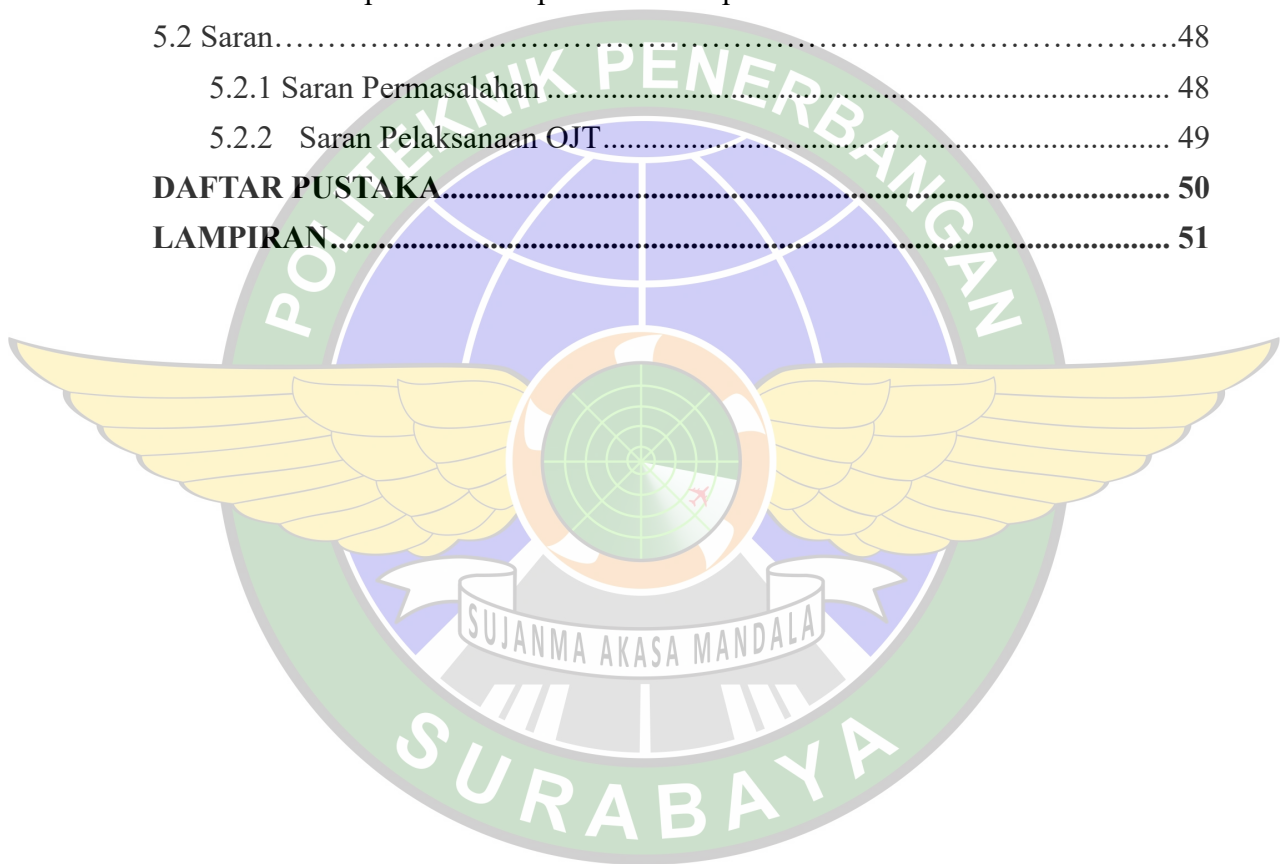 5.2 Saran……………………………………………………………………….48
5.2.1 Saran Permasalahan ............................................................................... 48
5.2.2 Saran Pelaksanaan OJT........................................................................ 49
DAFTAR PUSTAKA............................................................................................ 50
LAMPIRAN.......................................................................................................... 51
POLITEKNIK PENERBANGAN
SUJANMA AKASA MANDALA
SURABAYA